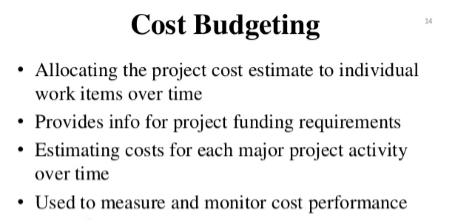 Cost Budgeting
14
• Allocating the project cost estimate to individual
work items over time
• Provides info for project funding requirements
• Estimating costs for each major project activity
over time
• Used to measure and monitor cost performance